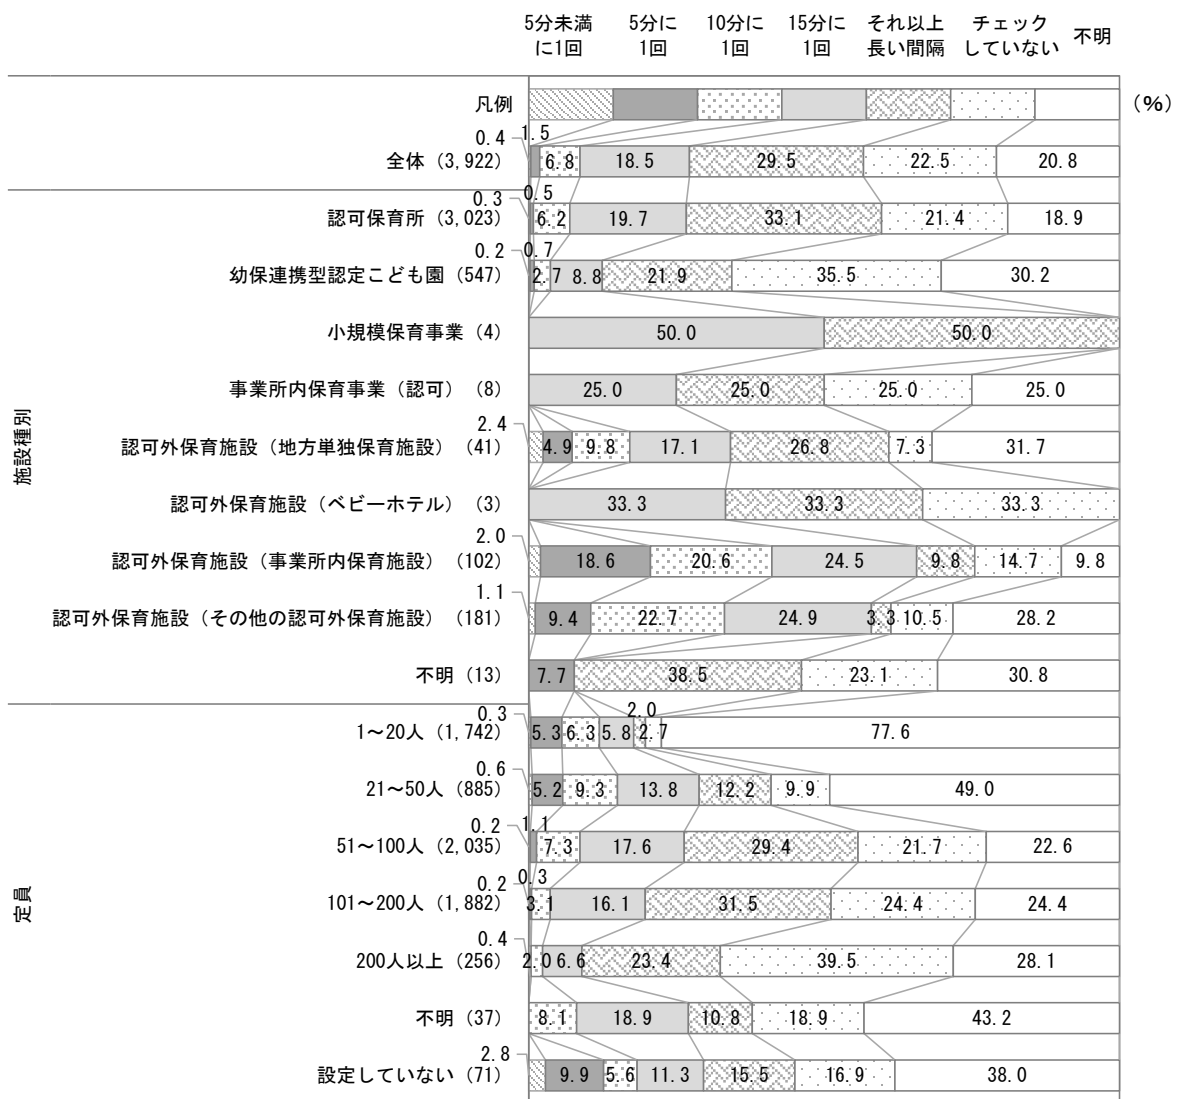 5分未満に1回 5分に1回 10分に1回 15分に1回 それ以上長い間隔 チェックしていない 不明
凡例 (%)
0.4 1.5
全体 (3,922) 6.8 18.5 29.5 22.5 20.8
施設種別
0.3 0.5
認可保育所 (3,023) 6.2 19.7 33.1 21.4 18.9
0.2 0.7
幼保連携型認定こども園 (547) 2.7 8.8 21.9 35.5 30.2
小規模保育事業 (4) 50.0 50.0
事業所内保育事業（認可） (8) 25.0 25.0 25.0 25.0
2.4
認可外保育施設（地方単独保育施設） (41) 4.9 9.8 17.1 26.8 7.3 31.7
認可外保育施設（ベビーホテル） (3) 33.3 33.3 33.3
2.0
認可外保育施設（事業所内保育施設） (102) 18.6 20.6 24.5 9.8 14.7 9.8
1.1
認可外保育施設（その他の認可外保育施設） (181) 9.4 22.7 24.9 3.3 10.5 28.2
不明 (13) 7.7 38.5 23.1 30.8
定員
0.3 2.0
1～20人 (1,742) 5.3 6.3 5.8 2.7 77.6
0.6
21～50人 (885) 5.2 9.3 13.8 12.2 9.9 49.0
0.2 1.1
51～100人 (2,035) 7.3 17.6 29.4 21.7 22.6
0.2 0.3
101～200人 (1,882) 3.1 16.1 31.5 24.4 24.4
0.4
200人以上 (256) 2.0 6.6 23.4 39.5 28.1
不明 (37) 8.1 18.9 10.8 18.9 43.2
2.8
設定していない (71) 9.9 5.6 11.3 15.5 16.9 38.0